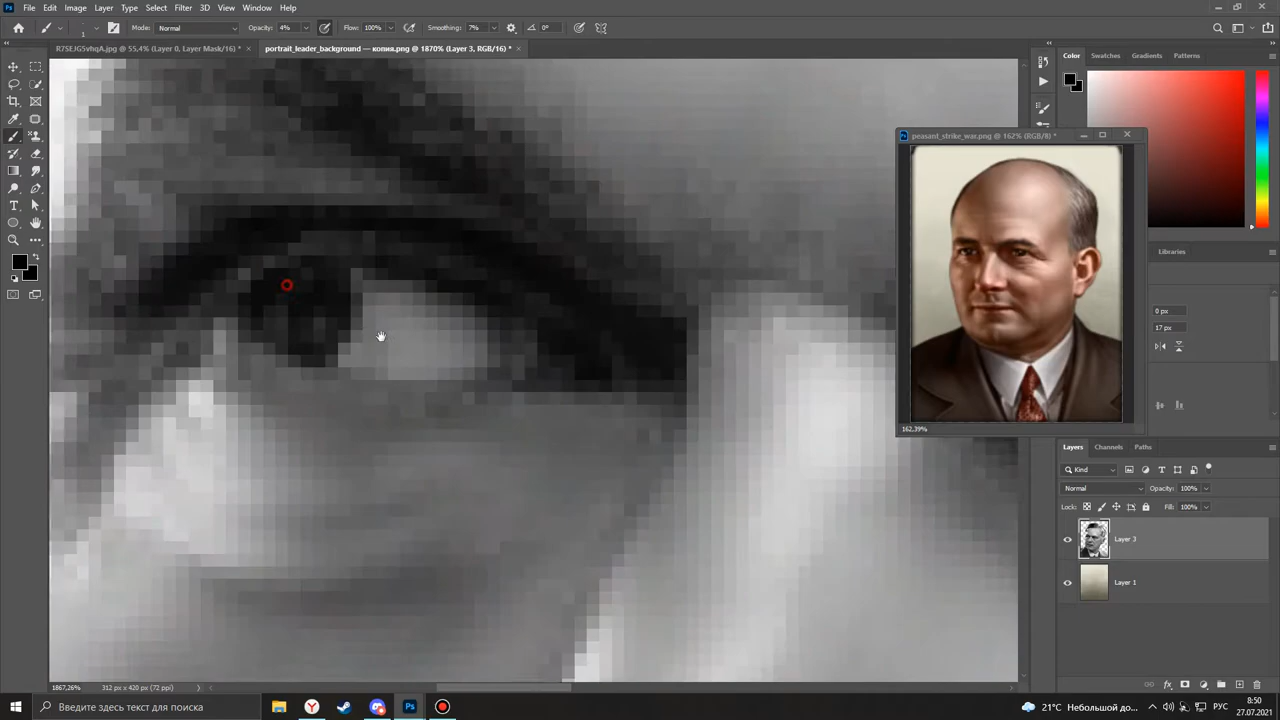 File Edit Image Layer Type Select Filter 3D View Window Help
1 Mode: Normal Opacity: 4% Flow: 100% Smoothing: 7% 0°
R7SEJG5vfiqA.jpg @ 55,4% (Layer 0, Layer Mask/16) * × portrait_leader_background — копия.png @ 1870% (Layer 3, RGB/16) * ×
Color Swatches Gradients Patterns
peasant_strike_war.png @ 162% (RGB/8) *
162,39%
Libraries
0 px
17 px
Layers Channels Paths
Kind
Normal Opacity: 100%
Lock: Fill: 100%
Layer 3
Layer 1
1867,26% 312 px x 420 px (72 ppi)
Введите здесь текст для поиска
21°C Небольшой до... РУС 8:50 27.07.2021